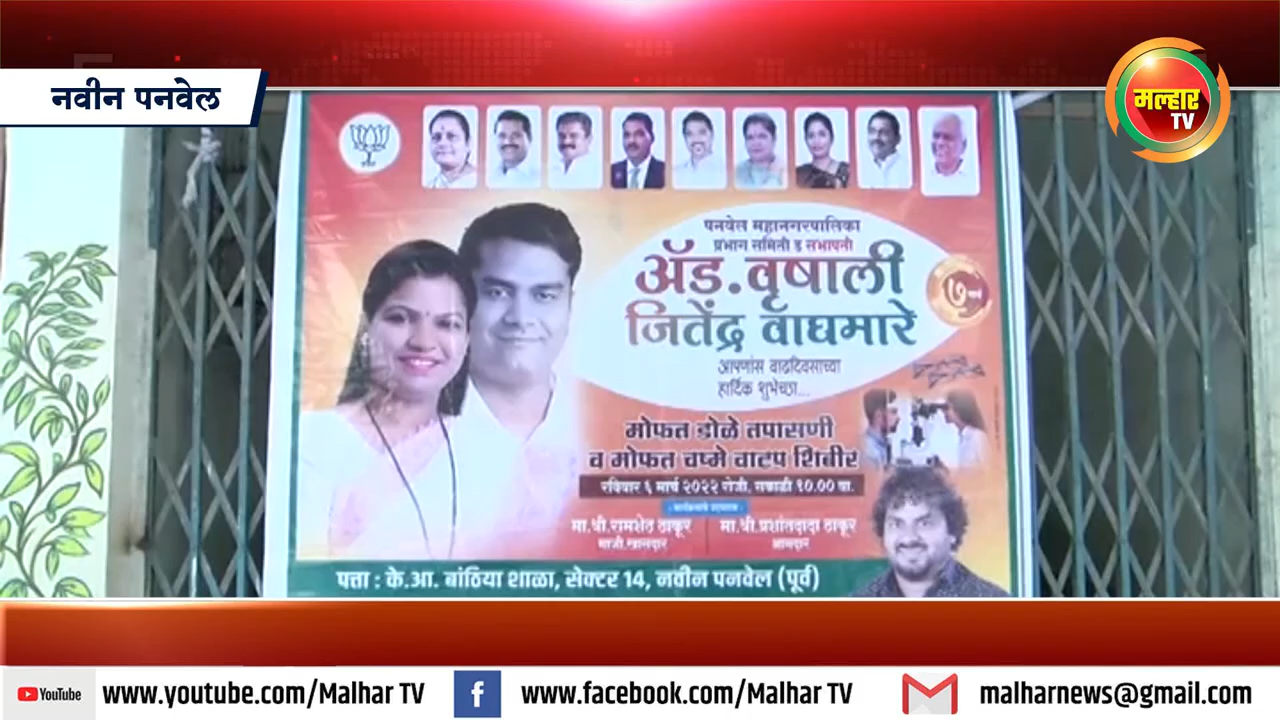 नवीन पनवेल
मल्हार
TV
पनवेल महानगरपालिका
प्रभाग समिती ड सभापती
ॲड. वृषाली
जितेंद्र वाघमारे
आपणांस वाढदिवसाच्या
हार्दिक शुभेच्छा...
मोफत डोळे तपासणी
व मोफत चष्मे वाटप शिबीर
रविवार ६ मार्च २०२२ रोजी, सकाळी १०.०० वा.
मा.श्री.रामशेठ ठाकूर
माजी खासदार
मा.श्री.प्रशांतदादा ठाकूर
आमदार
पत्ता : के.आ. बांठिया शाळा, सेक्टर 14, नवीन पनवेल (पूर्व)
YouTube
www.youtube.com/Malhar TV
f
www.facebook.com/Malhar TV
malharnews@gmail.com